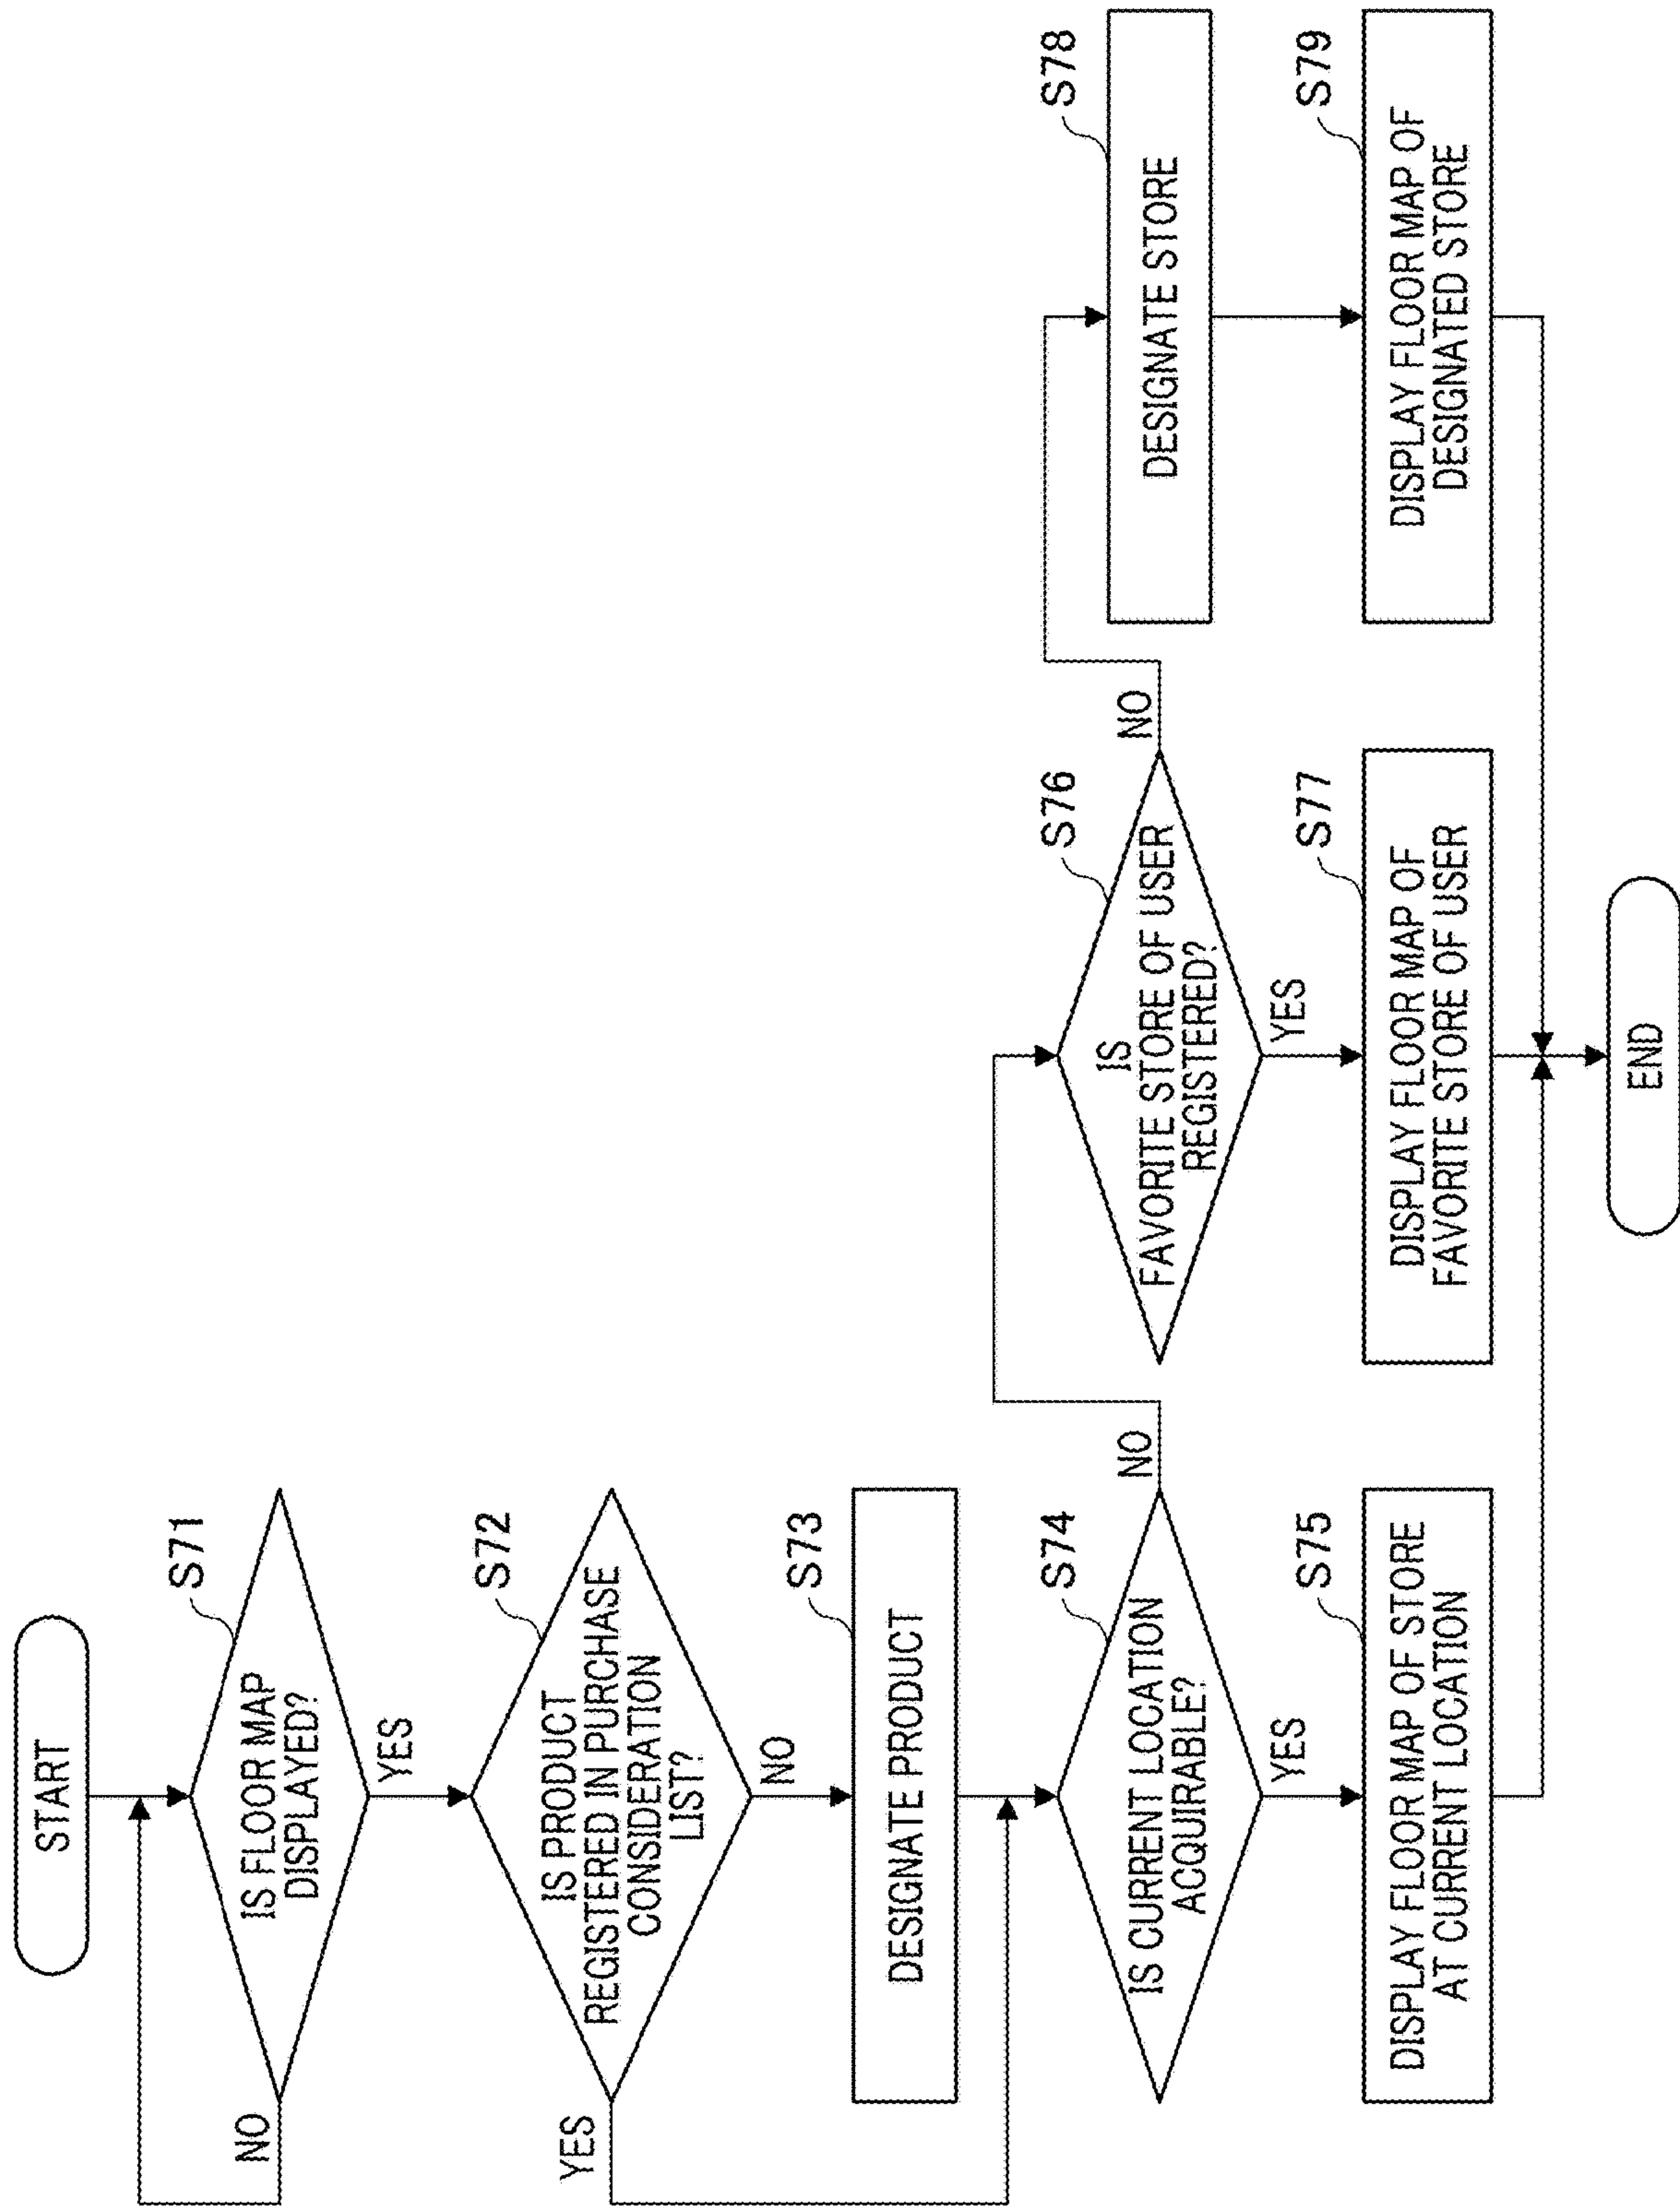 START
S71
IS FLOOR MAP
DISPLAYED?
NO
YES
S72
IS PRODUCT
REGISTERED IN PURCHASE
CONSIDERATION
LIST?
YES
NO
S73
DESIGNATE PRODUCT
S74
IS CURRENT LOCATION
ACQUIRABLE?
NO
YES
S75
DISPLAY FLOOR MAP OF STORE
AT CURRENT LOCATION
S76
IS
FAVORITE STORE OF USER
REGISTERED?
NO
YES
S77
DISPLAY FLOOR MAP OF
FAVORITE STORE OF USER
S78
DESIGNATE STORE
S79
DISPLAY FLOOR MAP OF
DESIGNATED STORE
END